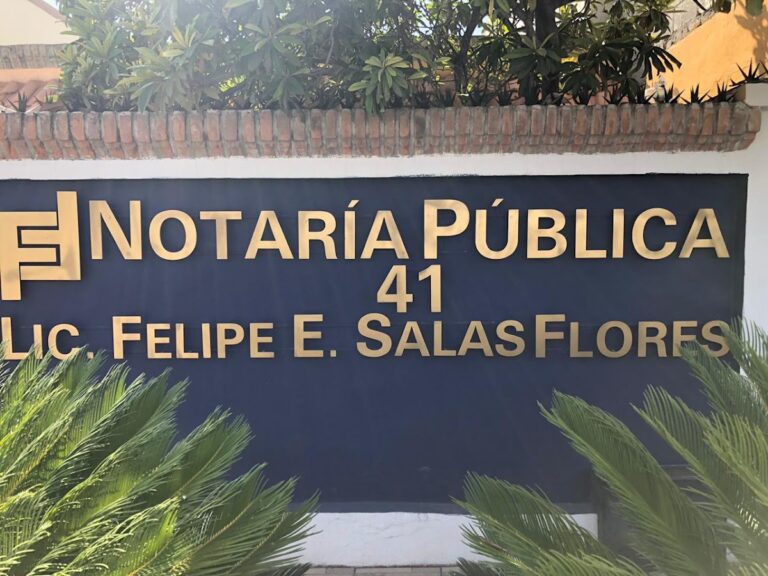 NOTARÍA PÚBLICA
41
LIC. FELIPE E. SALAS FLORES